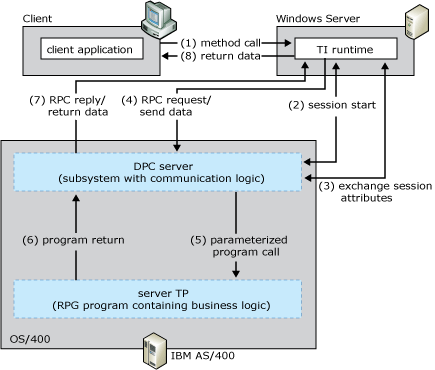 Client
Windows Server
client application
(1) method call
(8) return data
TI runtime
(7) RPC reply/
return data
(4) RPC request/
send data
(2) session start
DPC server
(subsystem with communication logic)
(3) exchange session
attributes
(6) program return
(5) parameterized
program call
server TP
(RPG program containing business logic)
OS/400
IBM AS/400